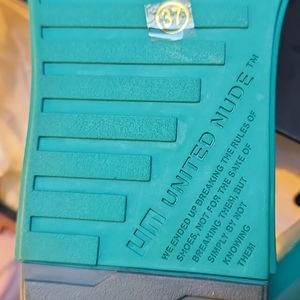 37
UNITED NUDE™
WE ENDED UP BREAKING THE RULES OF
SHOES, NOT FOR THE SAKE OF
BREAKING THEM, BUT
SIMPLY BY NOT
KNOWING
THEM